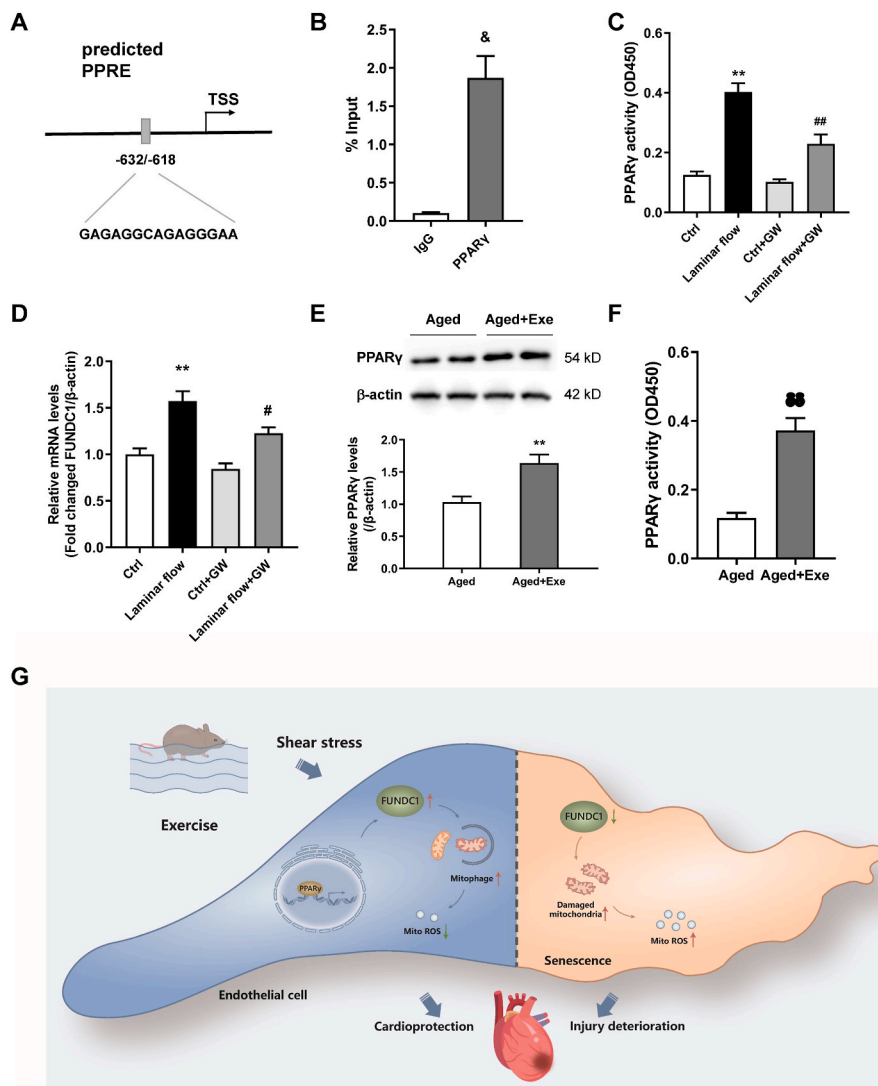 A
predicted
PPRE
TSS
-632/-618
GAGAGGCAGAGGGAA
B
% Input
2.5
2.0
1.5
1.0
0.5
0.0
&
IgG
PPARγ
C
PPARγ activity (OD450)
0.6
0.4
0.2
0.0
**
##
Ctrl
Laminar flow
Ctrl+GW
Laminar flow+GW
D
Relative mRNA levels
(Fold changed FUNDC1/β-actin)
2.0
1.5
1.0
0.5
0.0
**
#
Ctrl
Laminar flow
Ctrl+GW
Laminar flow+GW
E
Aged Aged+Exe
PPARγ 54 kD
β-actin 42 kD
Relative PPARγ levels
(/β-actin)
2.0
1.5
1.0
0.5
0.0
**
Aged Aged+Exe
F
PPARγ activity (OD450)
0.6
0.4
0.2
0.0
Aged Aged+Exe
G
Shear stress
Exercise
FUNDC1 ↑
PPARγ
Mitophage ↑
Mito ROS ↓
Endothelial cell
FUNDC1 ↓
Damaged
mitochondria ↑
Mito ROS ↑
Senescence
Cardioprotection
Injury deterioration